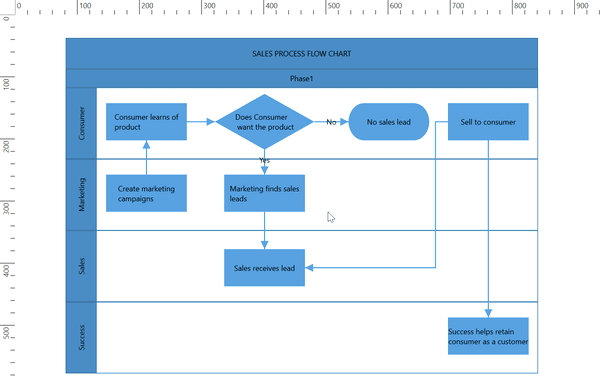 0 100 200 300 400 500 600 700 800 900
0
100
200
300
400
500
SALES PROCESS FLOW CHART
Phase1
Consumer
Consumer learns of
product
Does Consumer
want the product
No
No sales lead
Sell to consumer
Yes
Marketing
Create marketing
campaigns
Marketing finds sales
leads
Sales
Sales receives lead
Success
Success helps retain
consumer as a customer